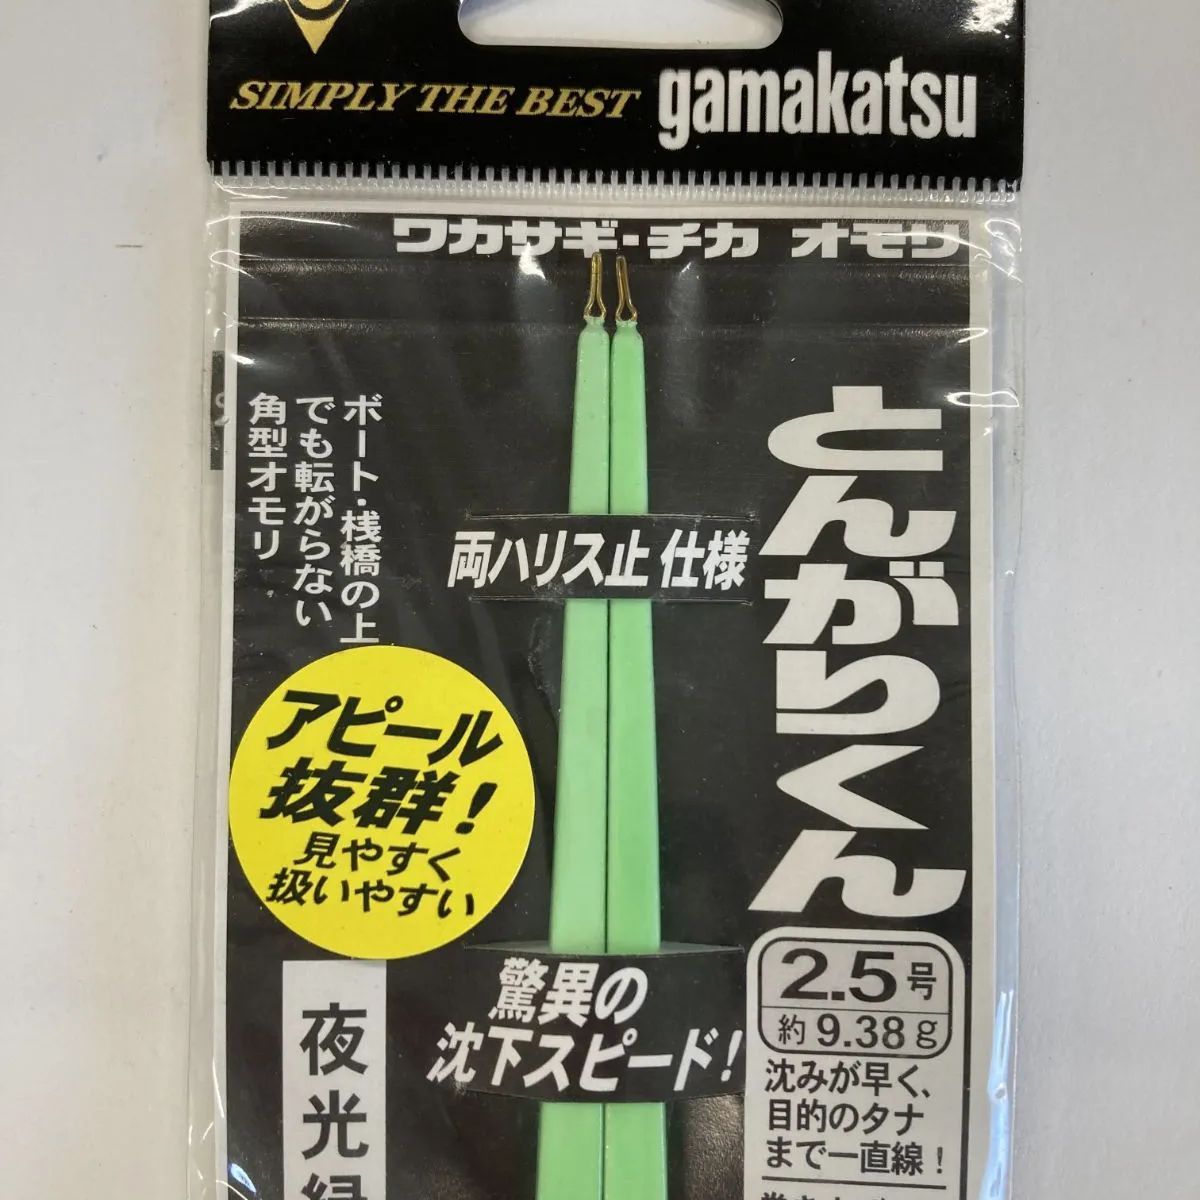 SIMPLY THE BEST gamakatsu
ワカサギ・チカ オモリ
とんがりくん
ボート・桟橋の上
でも転がらない
角型オモリ
両ハリス止 仕様
アピール
抜群!
見やすく
扱いやすい
驚異の
沈下スピード!
2.5号
約9.38g
沈みが早く、
目的のタナ
まで一直線!
夜光緑